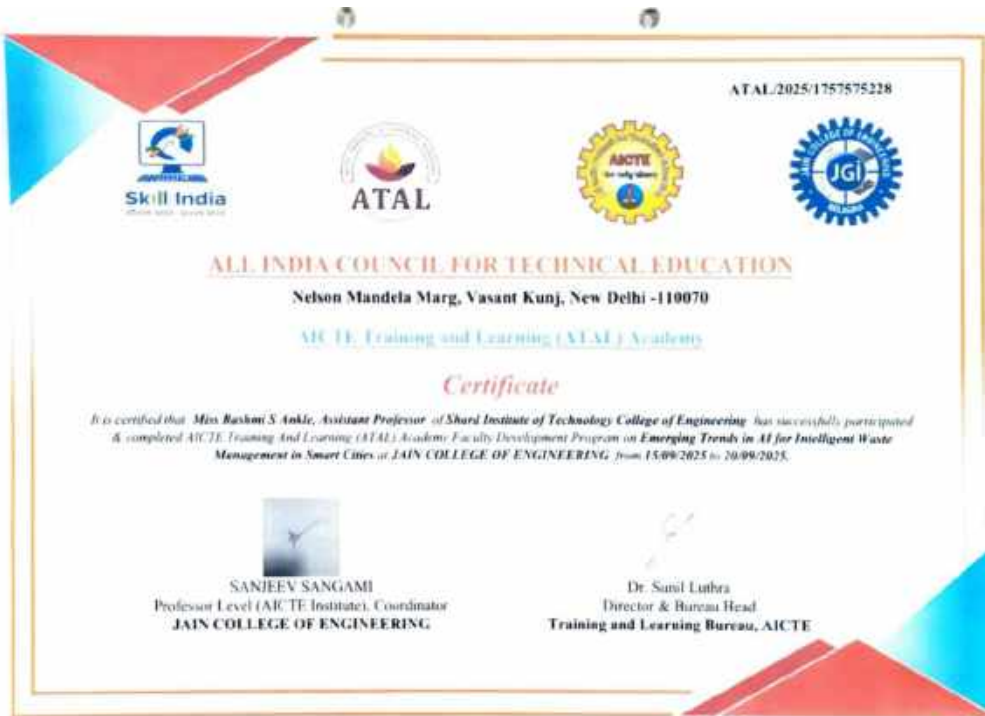 ATAL/2025/1757575228
Skill India
ATAL
AICTE
JAIN COLLEGE OF ENGINEERING
JGI
BELAGAVI
ALL INDIA COUNCIL FOR TECHNICAL EDUCATION
Nelson Mandela Marg, Vasant Kunj, New Delhi -110070
AICTE Training and Learning (ATAL) Academy
Certificate
It is certified that Miss Rashmi S Ankle, Assistant Professor of Shard Institute of Technology College of Engineering has successfully participated
& completed AICTE Training And Learning (ATAL) Academy Faculty Development Program on Emerging Trends in AI for Intelligent Waste
Management in Smart Cities at JAIN COLLEGE OF ENGINEERING from 15/09/2025 to 20/09/2025.
SANJEEV SANGAMI
Professor Level (AICTE Institute), Coordinator
JAIN COLLEGE OF ENGINEERING
Dr. Sunil Luthra
Director & Bureau Head
Training and Learning Bureau, AICTE